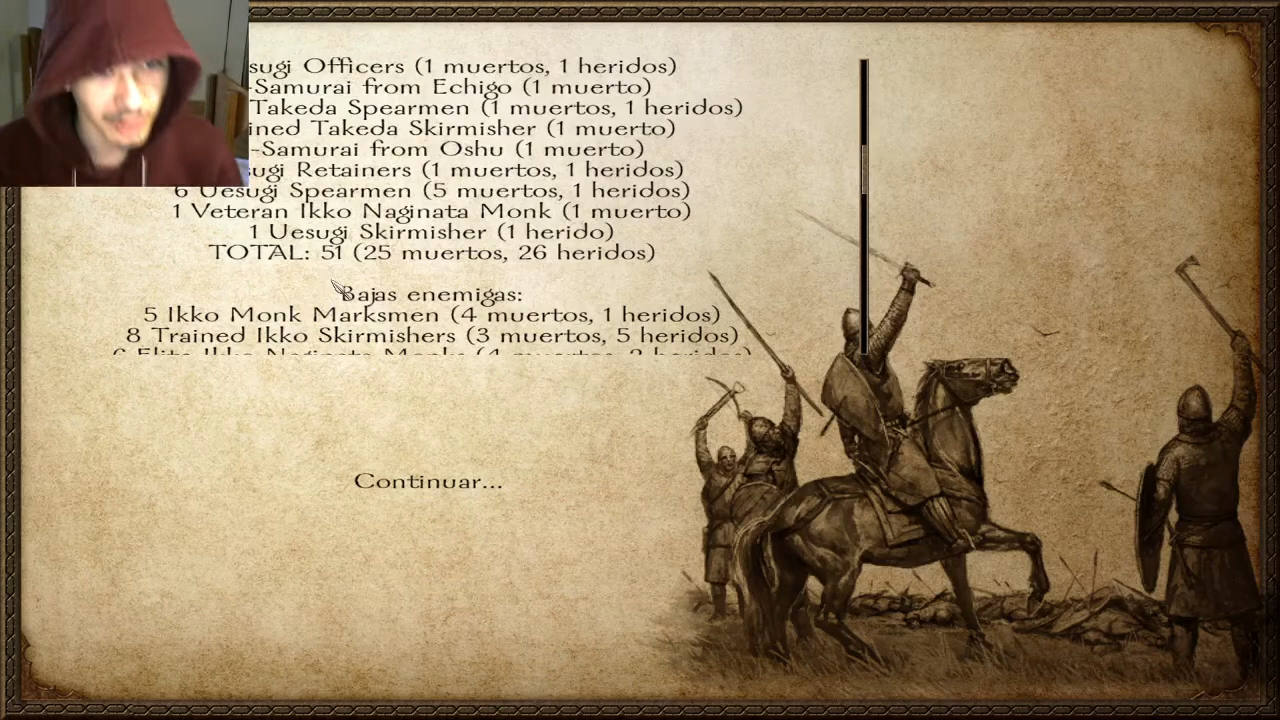 Officers (1 muertos, 1 heridos)
-Samurai from Echigo (1 muerto)
Takeda Spearmen (1 muertos, 1 heridos)
Takeda Skirmisher (1 muerto)
-Samurai from Oshu (1 muerto)
Retainers (1 muertos, 1 heridos)
6 Uesugi Spearmen (5 muertos, 1 heridos)
1 Veteran Ikko Naginata Monk (1 muerto)
1 Uesugi Skirmisher (1 herido)
TOTAL: 51 (25 muertos, 26 heridos)
Bajas enemigas:
5 Ikko Monk Marksmen (4 muertos, 1 heridos)
8 Trained Ikko Skirmishers (3 muertos, 5 heridos)
Continuar...